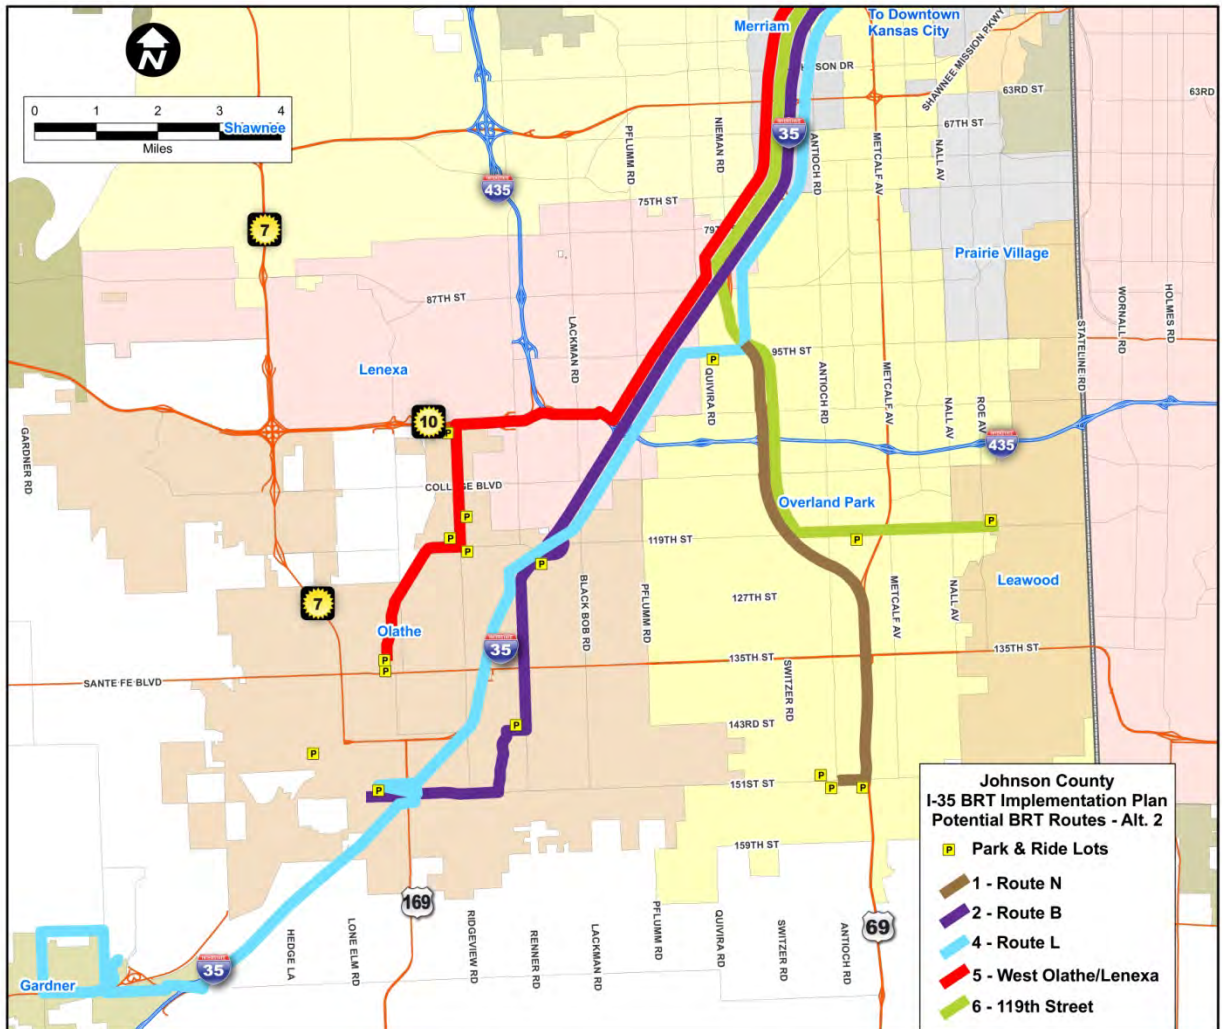 To Downtown
Kansas City
Merriam
N
SON DR
SHAWNEE MISSION PKWY
63RD ST
63RD
0 1 2 3 4
Shawnee
Miles
67TH ST
35
PFLUMM RD
NIEMAN RD
ANTIOCH RD
METCALF AV
NALL AV
435
75TH ST
7
79T
Prairie Village
87TH ST
WORNALL RD
HOLMES RD
STATELINE RD
LACKMAN RD
95TH ST
Lenexa
QUIVIRA RD
ANTIOCH RD
METCALF AV
NALL AV
ROE AV
10
P
P
435
GARDNER RD
COLLEGE BLVD
Overland Park
P
P
P
P
P
P
119TH ST
P
BLACK BOB RD
PFLUMM RD
127TH ST
METCALF AV
NALL AV
Leawood
7
Olathe
35
P
P
135TH ST
135TH ST
SANTE FE BLVD
SWITZER RD
P
143RD ST
P
P
151ST ST
P
P
P
159TH ST
169
69
HEDGE LA
LONE ELM RD
RIDGEVIEW RD
RENNER RD
LACKMAN RD
PFLUMM RD
QUIVIRA RD
SWITZER RD
ANTIOCH RD
35
Gardner
Johnson County
I-35 BRT Implementation Plan
Potential BRT Routes - Alt. 2
P Park & Ride Lots
1 - Route N
2 - Route B
4 - Route L
5 - West Olathe/Lenexa
6 - 119th Street